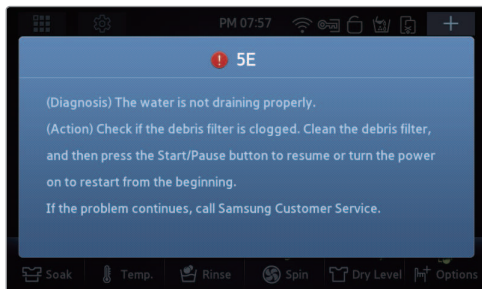 PM 07:57
5E
(Diagnosis) The water is not draining properly.
(Action) Check if the debris filter is clogged. Clean the debris filter,
and then press the Start/Pause button to resume or turn the power
on to restart from the beginning.
If the problem continues, call Samsung Customer Service.
Soak Temp. Rinse Spin Dry Level Options